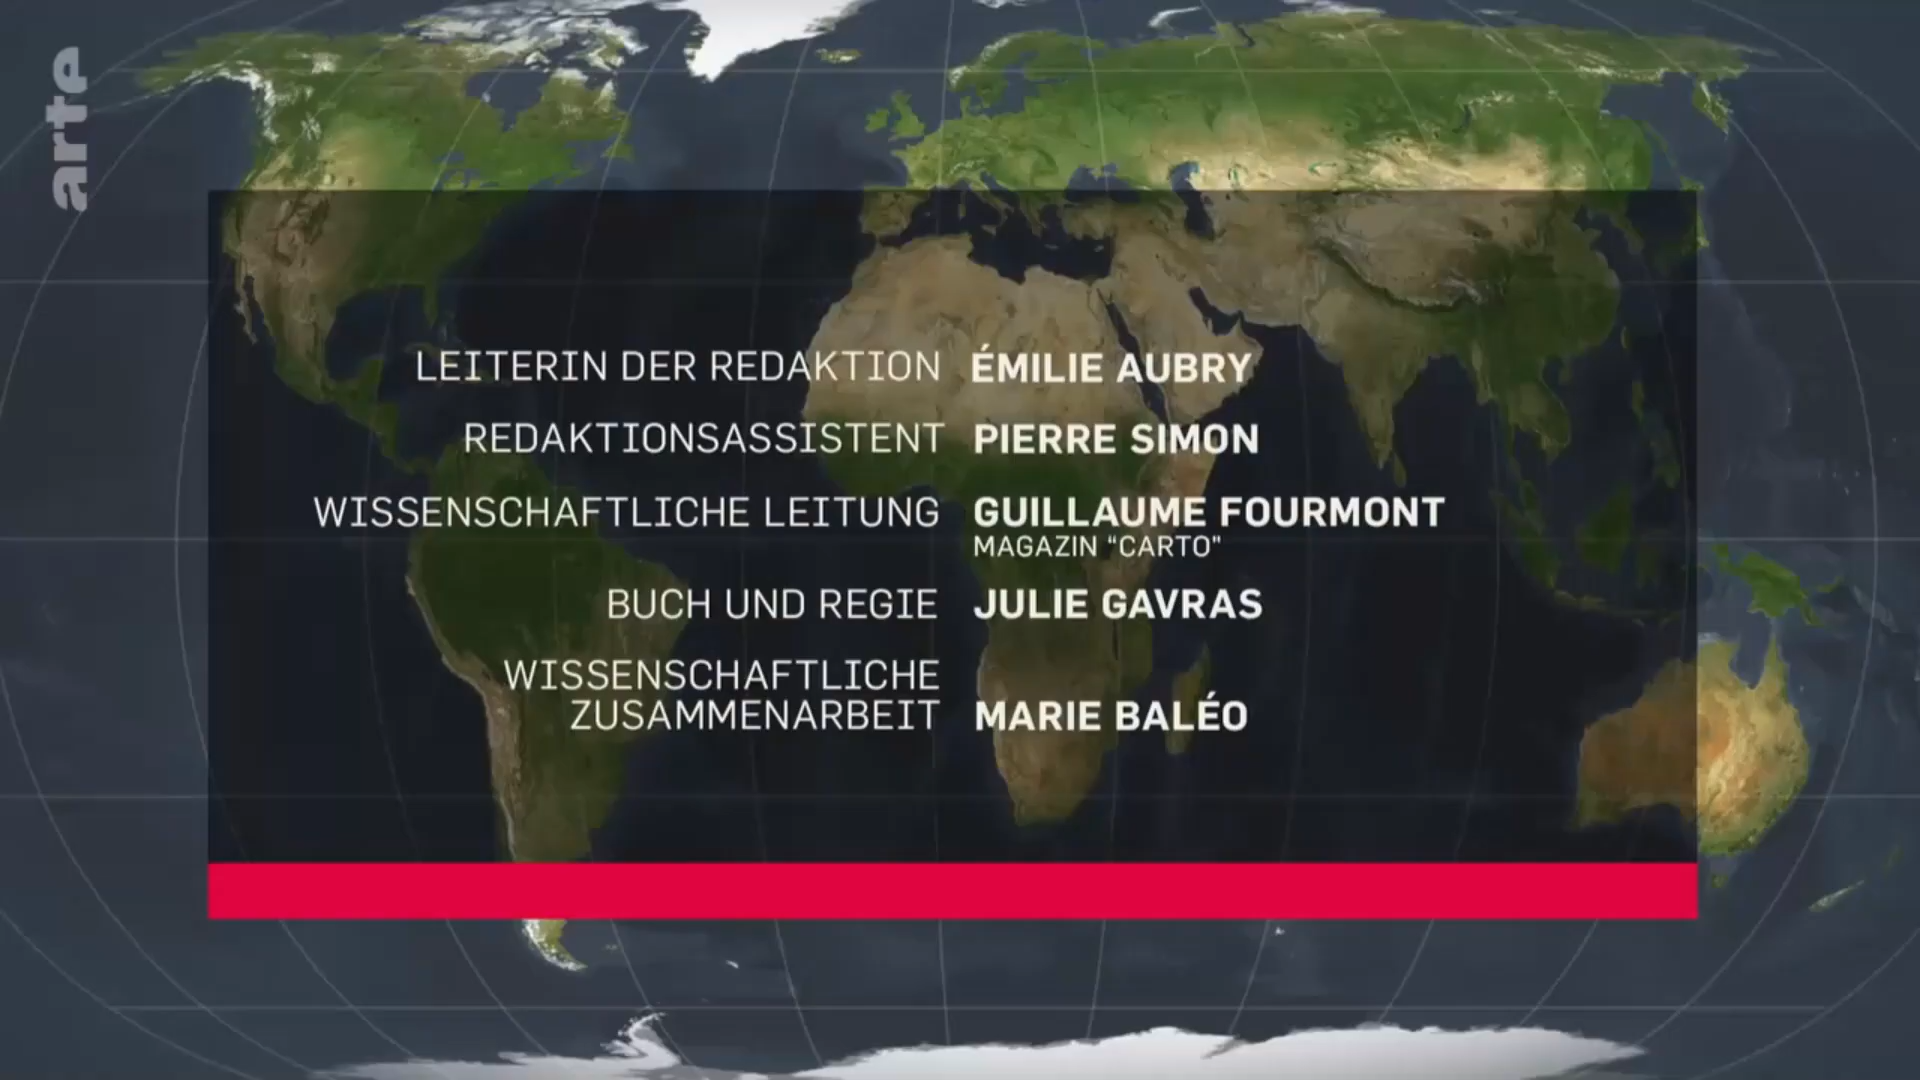 arte
LEITERIN DER REDAKTION ÉMILIE AUBRY
REDAKTIONSASSISTENT PIERRE SIMON
WISSENSCHAFTLICHE LEITUNG GUILLAUME FOURMONT
MAGAZIN “CARTO”
BUCH UND REGIE JULIE GAVRAS
WISSENSCHAFTLICHE
ZUSAMMENARBEIT MARIE BALÉO